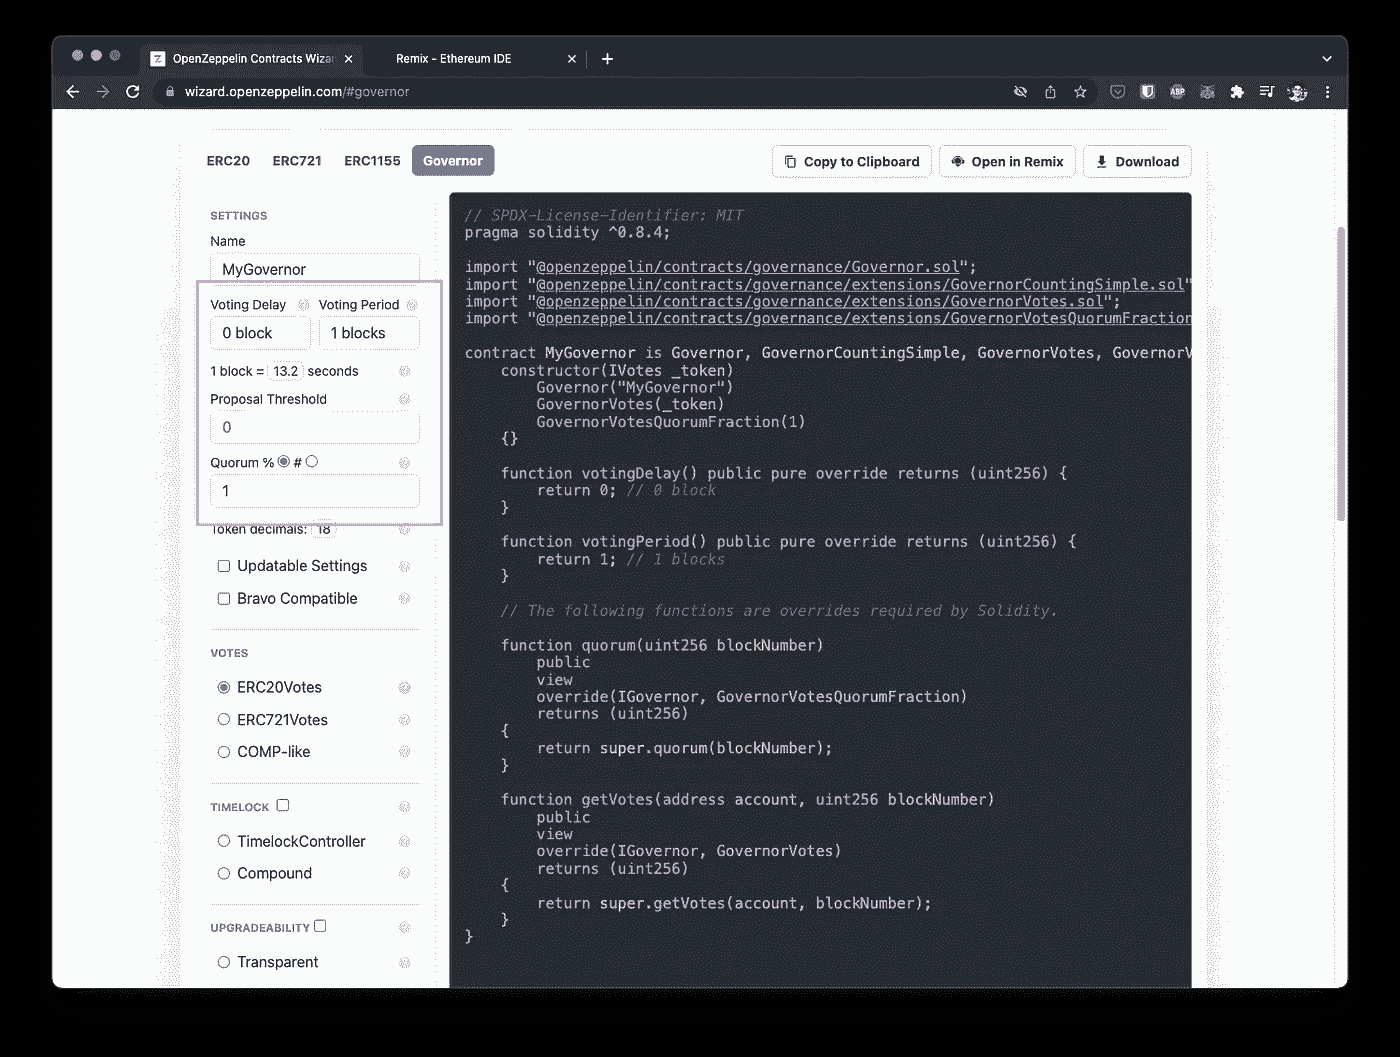 OpenZeppelin Contracts Wiza
Remix - Ethereum IDE
wizard.openzeppelin.com/#governor
ABP
ERC20 ERC721 ERC1155 Governor
Copy to Clipboard Open in Remix Download
SETTINGS
Name
MyGovernor
Voting Delay ? Voting Period ?
0 block 1 blocks
1 block = 13.2 seconds ?
Proposal Threshold ?
0
Quorum % # ?
1
Token decimals: 18 ?
Updatable Settings ?
Bravo Compatible ?
VOTES
ERC20Votes ?
ERC721Votes ?
COMP-like ?
TIMELOCK ?
TimelockController ?
Compound ?
UPGRADEABILITY ?
Transparent ?
// SPDX-License-Identifier: MIT
pragma solidity ^0.8.4;
import "@openzeppelin/contracts/governance/Governor.sol";
import "@openzeppelin/contracts/governance/extensions/GovernorCountingSimple.sol"
import "@openzeppelin/contracts/governance/extensions/GovernorVotes.sol";
import "@openzeppelin/contracts/governance/extensions/GovernorVotesQuorumFraction
contract MyGovernor is Governor, GovernorCountingSimple, GovernorVotes, GovernorV
constructor(IVotes _token)
Governor("MyGovernor")
GovernorVotes(_token)
GovernorVotesQuorumFraction(1)
{}
function votingDelay() public pure override returns (uint256) {
return 0; // 0 block
}
function votingPeriod() public pure override returns (uint256) {
return 1; // 1 blocks
}
// The following functions are overrides required by Solidity.
function quorum(uint256 blockNumber)
public
view
override(IGovernor, GovernorVotesQuorumFraction)
returns (uint256)
{
return super.quorum(blockNumber);
}
function getVotes(address account, uint256 blockNumber)
public
view
override(IGovernor, GovernorVotes)
returns (uint256)
{
return super.getVotes(account, blockNumber);
}
}